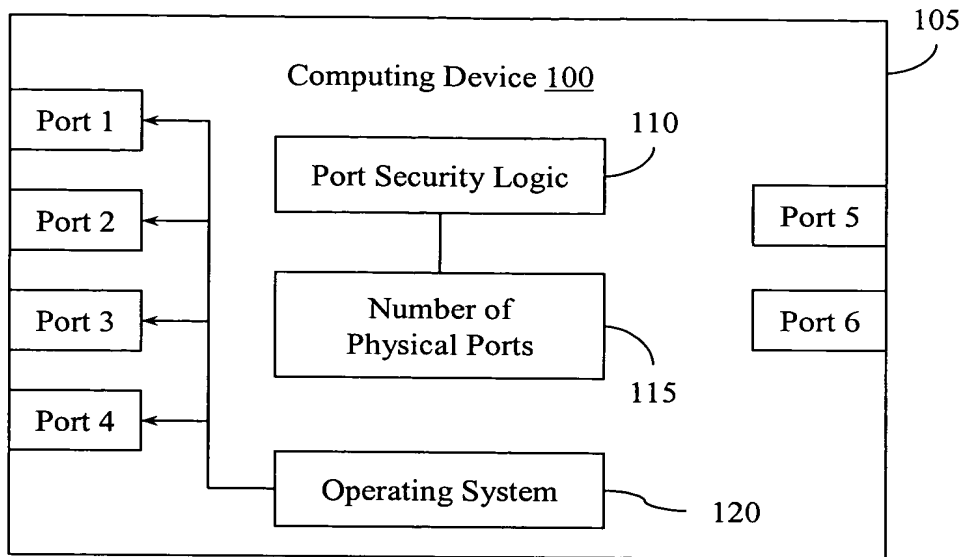 105
Computing Device 100
Port 1
110
Port Security Logic
Port 2
Port 5
Number of
Physical Ports
Port 3
Port 6
115
Port 4
Operating System
120